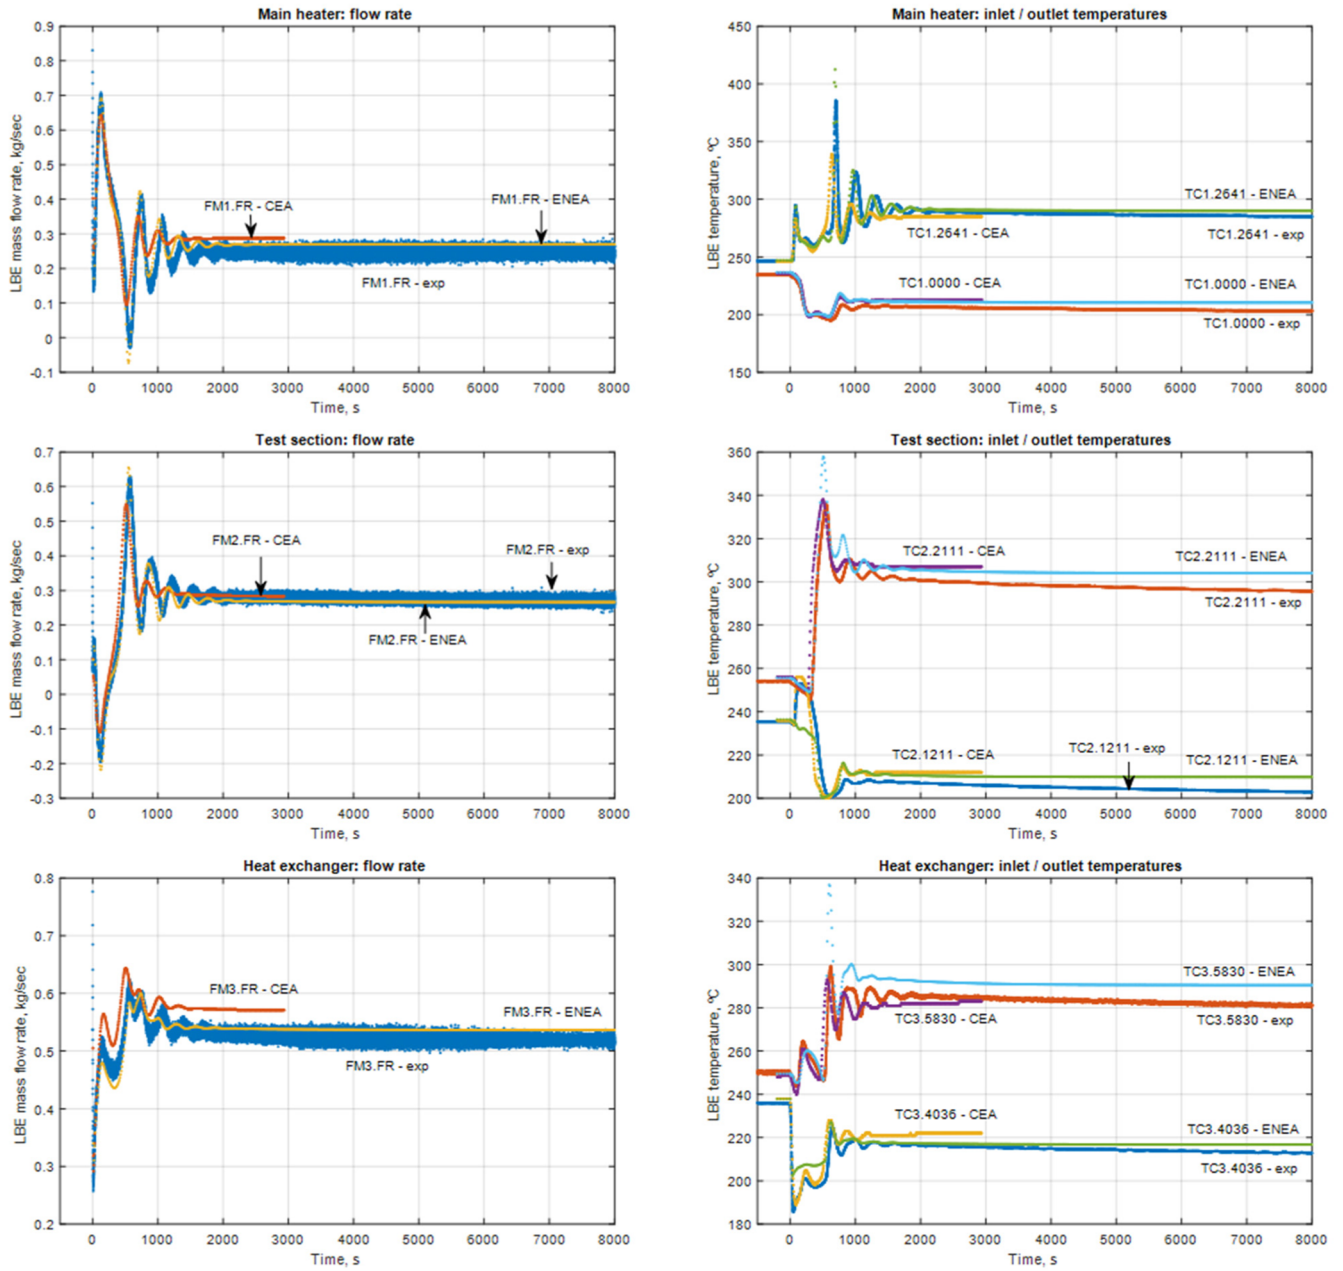 Main heater: flow rate
LBE mass flow rate, kg/sec
0.9
0.8
0.7
0.6
0.5
0.4
0.3
0.2
0.1
0
-0.1
FM1.FR - CEA
FM1.FR - ENEA
FM1.FR - exp
0 1000 2000 3000 4000 5000 6000 7000 8000
Time, s
Main heater: inlet / outlet temperatures
LBE temperature, ºC
450
400
350
300
250
200
150
TC1.2641 - ENEA
TC1.2641 - CEA
TC1.2641 - exp
TC1.0000 - CEA
TC1.0000 - ENEA
TC1.0000 - exp
0 1000 2000 3000 4000 5000 6000 7000 8000
Time, s
Test section: flow rate
LBE mass flow rate, kg/sec
0.7
0.6
0.5
0.4
0.3
0.2
0.1
0
-0.1
-0.2
-0.3
FM2.FR - CEA
FM2.FR - exp
FM2.FR - ENEA
0 1000 2000 3000 4000 5000 6000 7000 8000
Time, s
Test section: inlet / outlet temperatures
LBE temperature, ºC
360
340
320
300
280
260
240
220
200
TC2.2111 - CEA
TC2.2111 - ENEA
TC2.2111 - exp
TC2.1211 - CEA
TC2.1211 - exp
TC2.1211 - ENEA
0 1000 2000 3000 4000 5000 6000 7000 8000
Time, s
Heat exchanger: flow rate
LBE mass flow rate, kg/sec
0.8
0.7
0.6
0.5
0.4
0.3
0.2
FM3.FR - CEA
FM3.FR - ENEA
FM3.FR - exp
0 1000 2000 3000 4000 5000 6000 7000 8000
Time, s
Heat exchanger: inlet / outlet temperatures
LBE temperature, ºC
340
320
300
280
260
240
220
200
180
TC3.5830 - ENEA
TC3.5830 - CEA
TC3.5830 - exp
TC3.4036 - CEA
TC3.4036 - ENEA
TC3.4036 - exp
0 1000 2000 3000 4000 5000 6000 7000 8000
Time, s